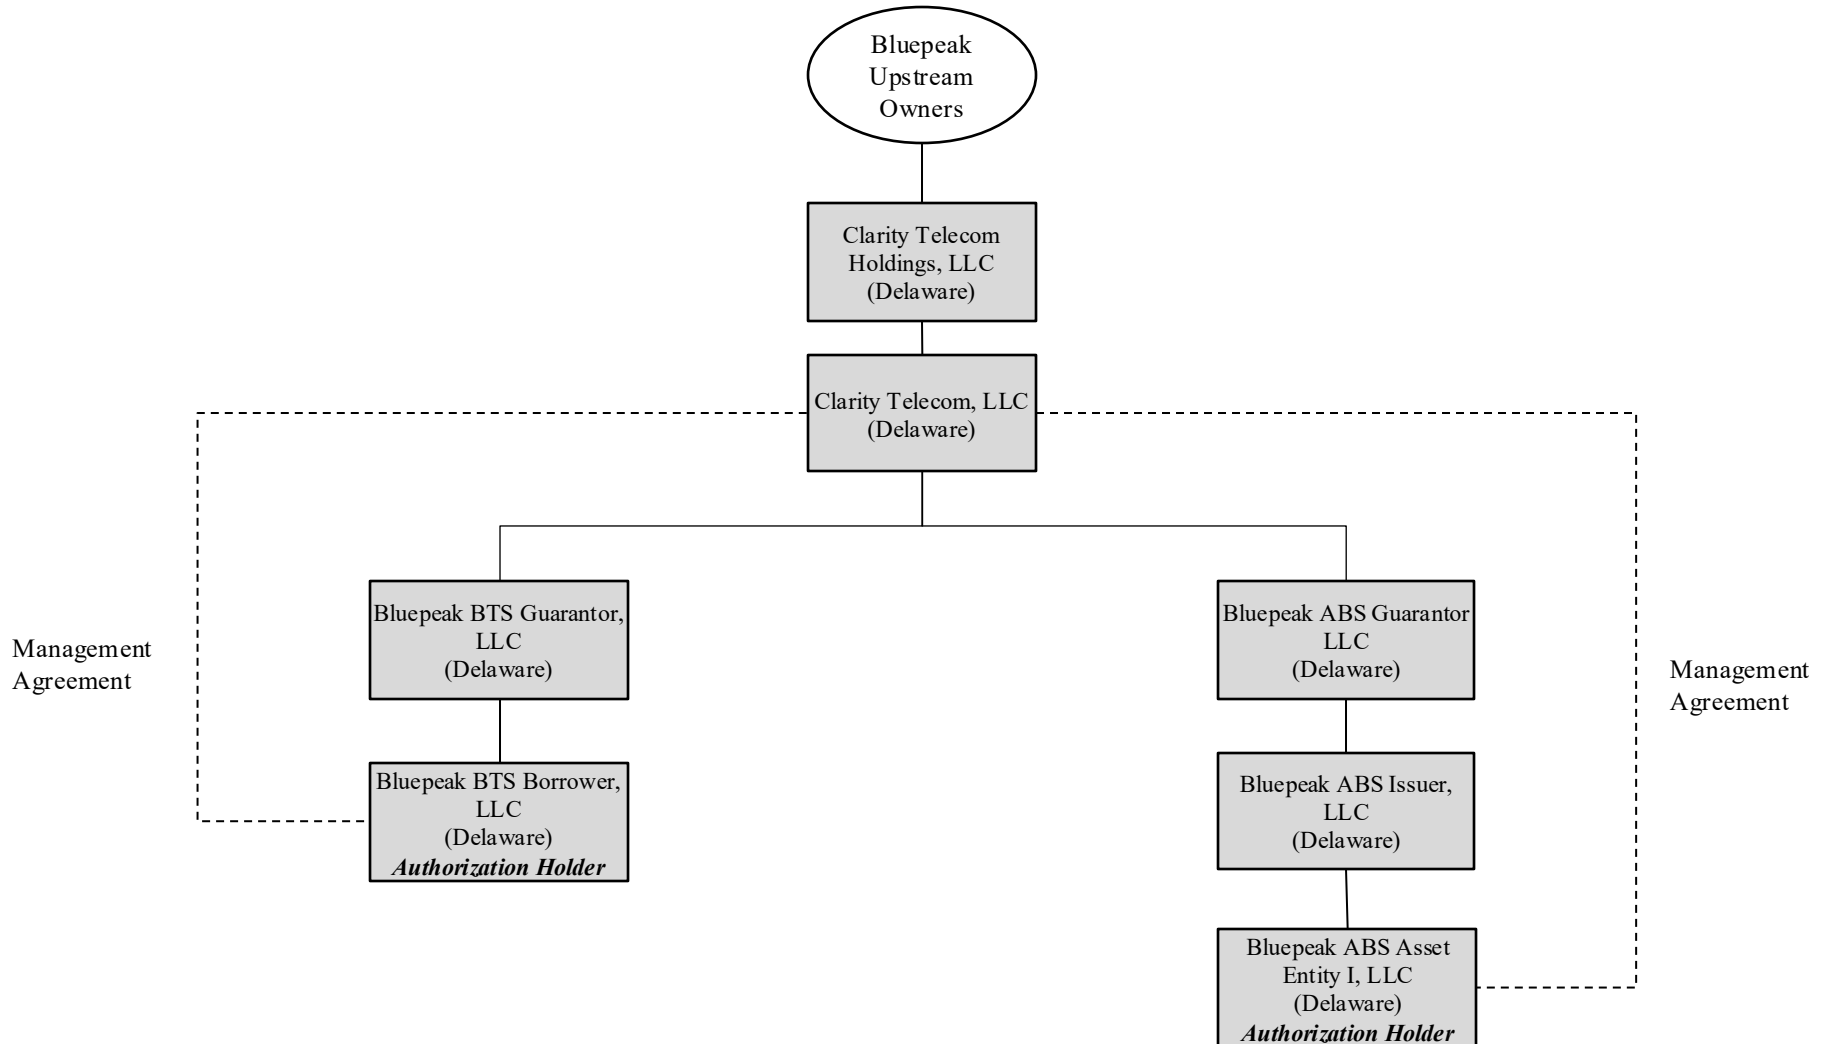 Bluepeak
Upstream
Owners
Clarity Telecom
Holdings, LLC
(Delaware)
Clarity Telecom, LLC
(Delaware)
Bluepeak BTS Guarantor,
LLC
(Delaware)
Bluepeak ABS Guarantor
LLC
(Delaware)
Management
Agreement
Management
Agreement
Bluepeak BTS Borrower,
LLC
(Delaware)
Authorization Holder
Bluepeak ABS Issuer,
LLC
(Delaware)
Bluepeak ABS Asset
Entity I, LLC
(Delaware)
Authorization Holder